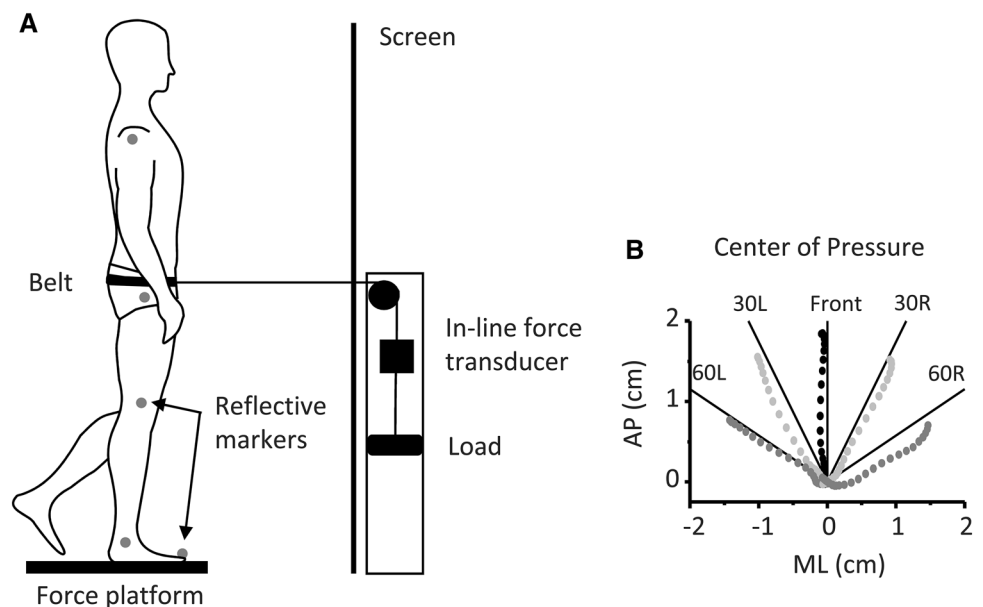 A
Screen
Belt
In-line force
transducer
Reflective
markers
Load
Force platform
B
Center of Pressure
30L
Front
30R
60L
60R
2
1
0
AP (cm)
-2
-1
0
1
2
ML (cm)